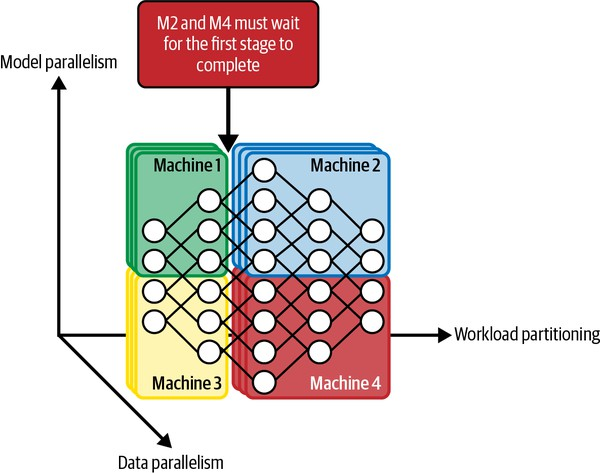 M2 and M4 must wait
for the first stage to
complete
Model parallelism
Machine 1
Machine 2
Workload partitioning
Machine 3
Machine 4
Data parallelism